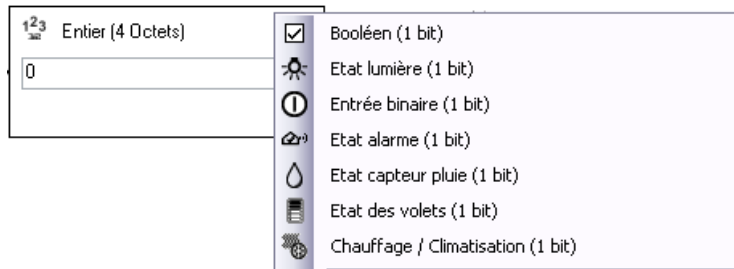 Entier (4 Octets)
0
Booléen (1 bit)
Etat lumière (1 bit)
Entrée binaire (1 bit)
Etat alarme (1 bit)
Etat capteur pluie (1 bit)
Etat des volets (1 bit)
Chauffage / Climatisation (1 bit)